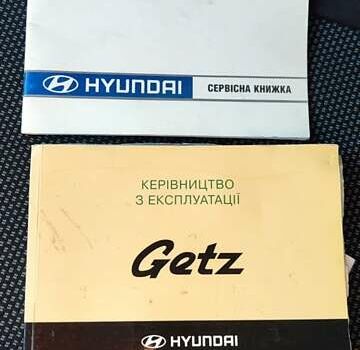 HYUNDAI СЕРВІСНА КНИЖКА
КЕРІВНИЦТВО
З ЕКСПЛУАТАЦІЇ
Getz
HYUNDAI